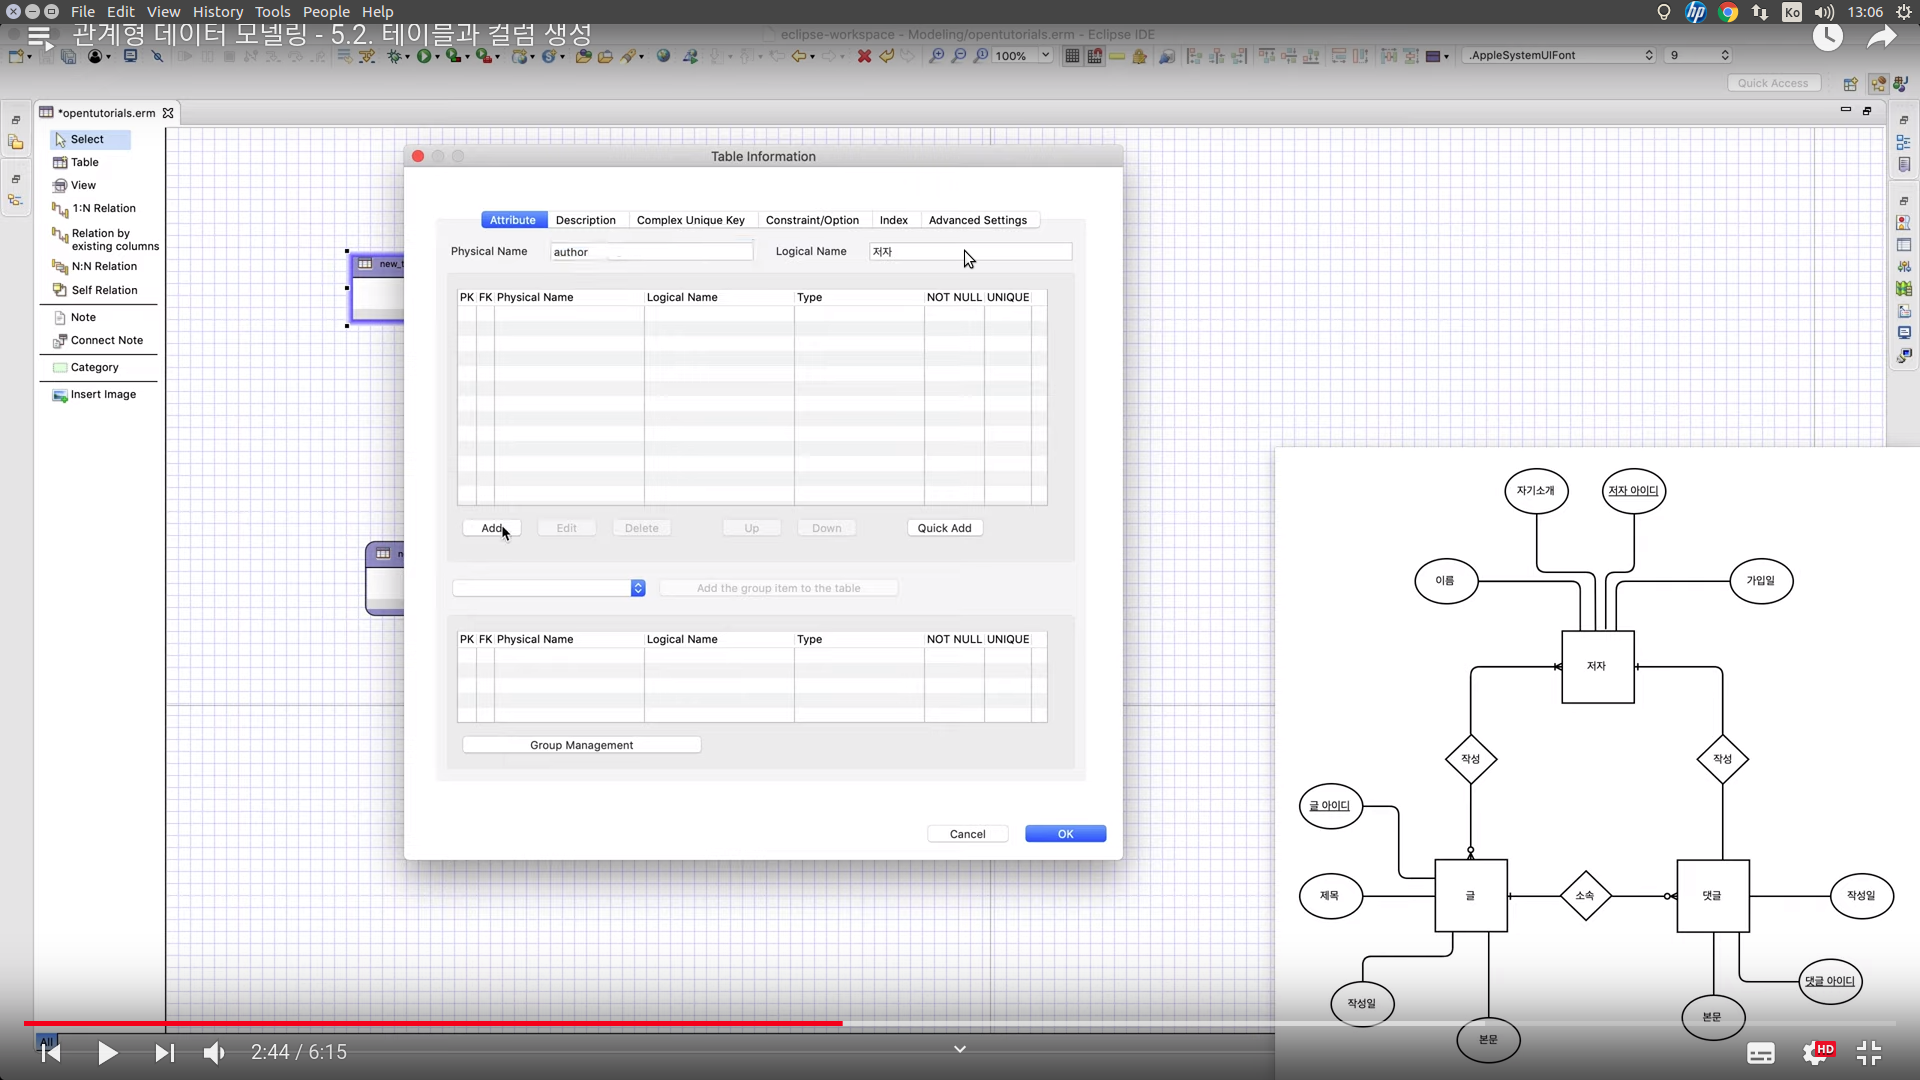 File Edit View History Tools People Help
Ko 13:06
관계형 데이터 모델링 - 5.2. 테이블과 컬럼 생성
eclipse-workspace - Modeling/opentutorials.erm - Eclipse IDE
100% .AppleSystemUIFont 9
Quick Access
*opentutorials.erm
Select
Table
View
1:N Relation
Relation by
existing columns
N:N Relation
Self Relation
Note
Connect Note
Category
Insert Image
new_t
n
Table Information
Attribute Description Complex Unique Key Constraint/Option Index Advanced Settings
Physical Name author Logical Name 저자
PK FK Physical Name Logical Name Type NOT NULL UNIQUE
Add Edit Delete Up Down Quick Add
Add the group item to the table
PK FK Physical Name Logical Name Type NOT NULL UNIQUE
Group Management
Cancel OK
자기소개 저자 아이디
이름 가입일
저자
작성 작성
글 아이디
제목 글 소속 댓글 작성일
댓글 아이디
작성일 본문
본문
All
2:44 / 6:15
HD